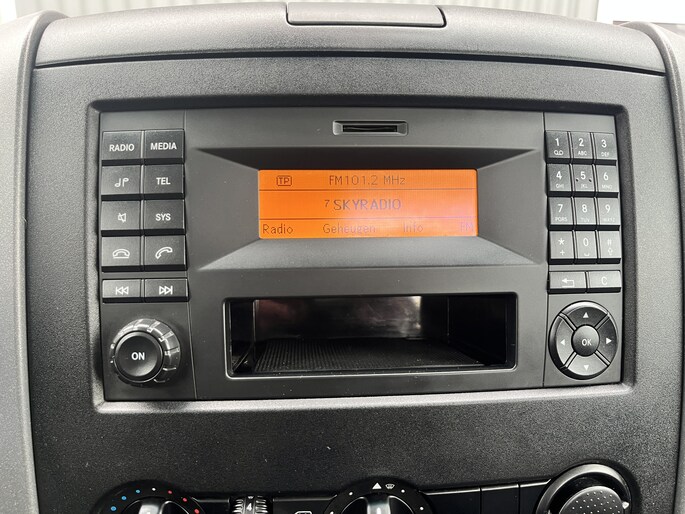 RADIO MEDIA
TEL
SYS
ON
TP FM101.2 MHz
7 SKYRADIO
Radio Geheugen Info
1 2 ABC 3 DEF
4 GHI 5 JKL 6 MNO
7 PQRS 8 TUV 9 WXYZ
* 0 #
C
OK
4